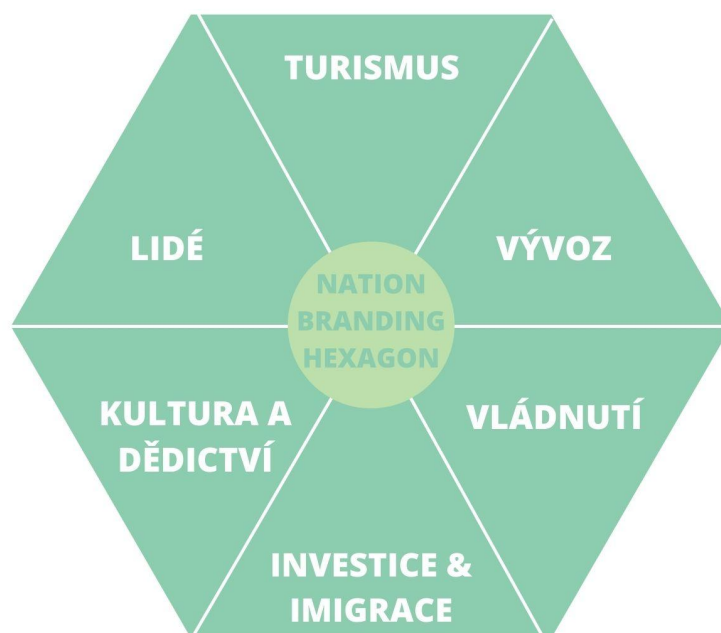 TURISMUS
LIDÉ
VÝVOZ
NATION
BRANDING
HEXAGON
KULTURA A
DĚDICTVÍ
VLÁDNUTÍ
INVESTICE &
IMIGRACE